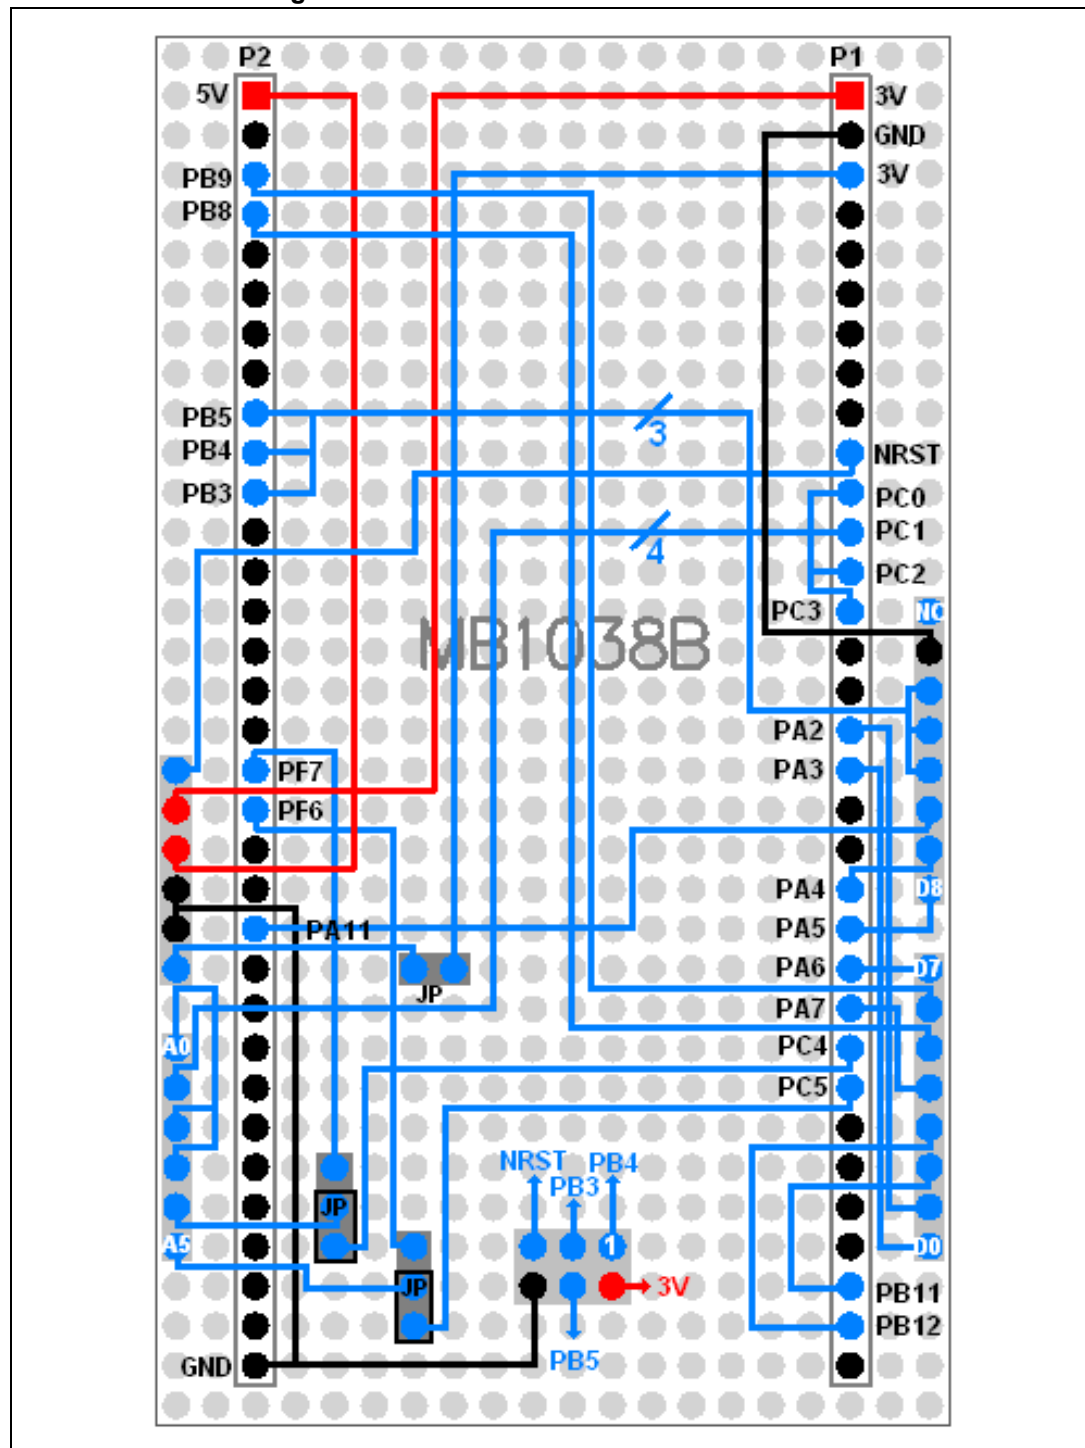 P2 P1
5V 3V
GND
PB9 3V
PB8
PB5 3
PB4 NRST
PB3 PC0
PC1
4
PC2
PC3 NC
MB1038B
PA2
PF7 PA3
PF6
PA4 D8
PA11 PA5
PA6 D7
JP
PA7
A0 PC4
PC5
NRST PB4
PB3
JP
A5 1 D0
JP 3V PB11
PB12
PB5
GND